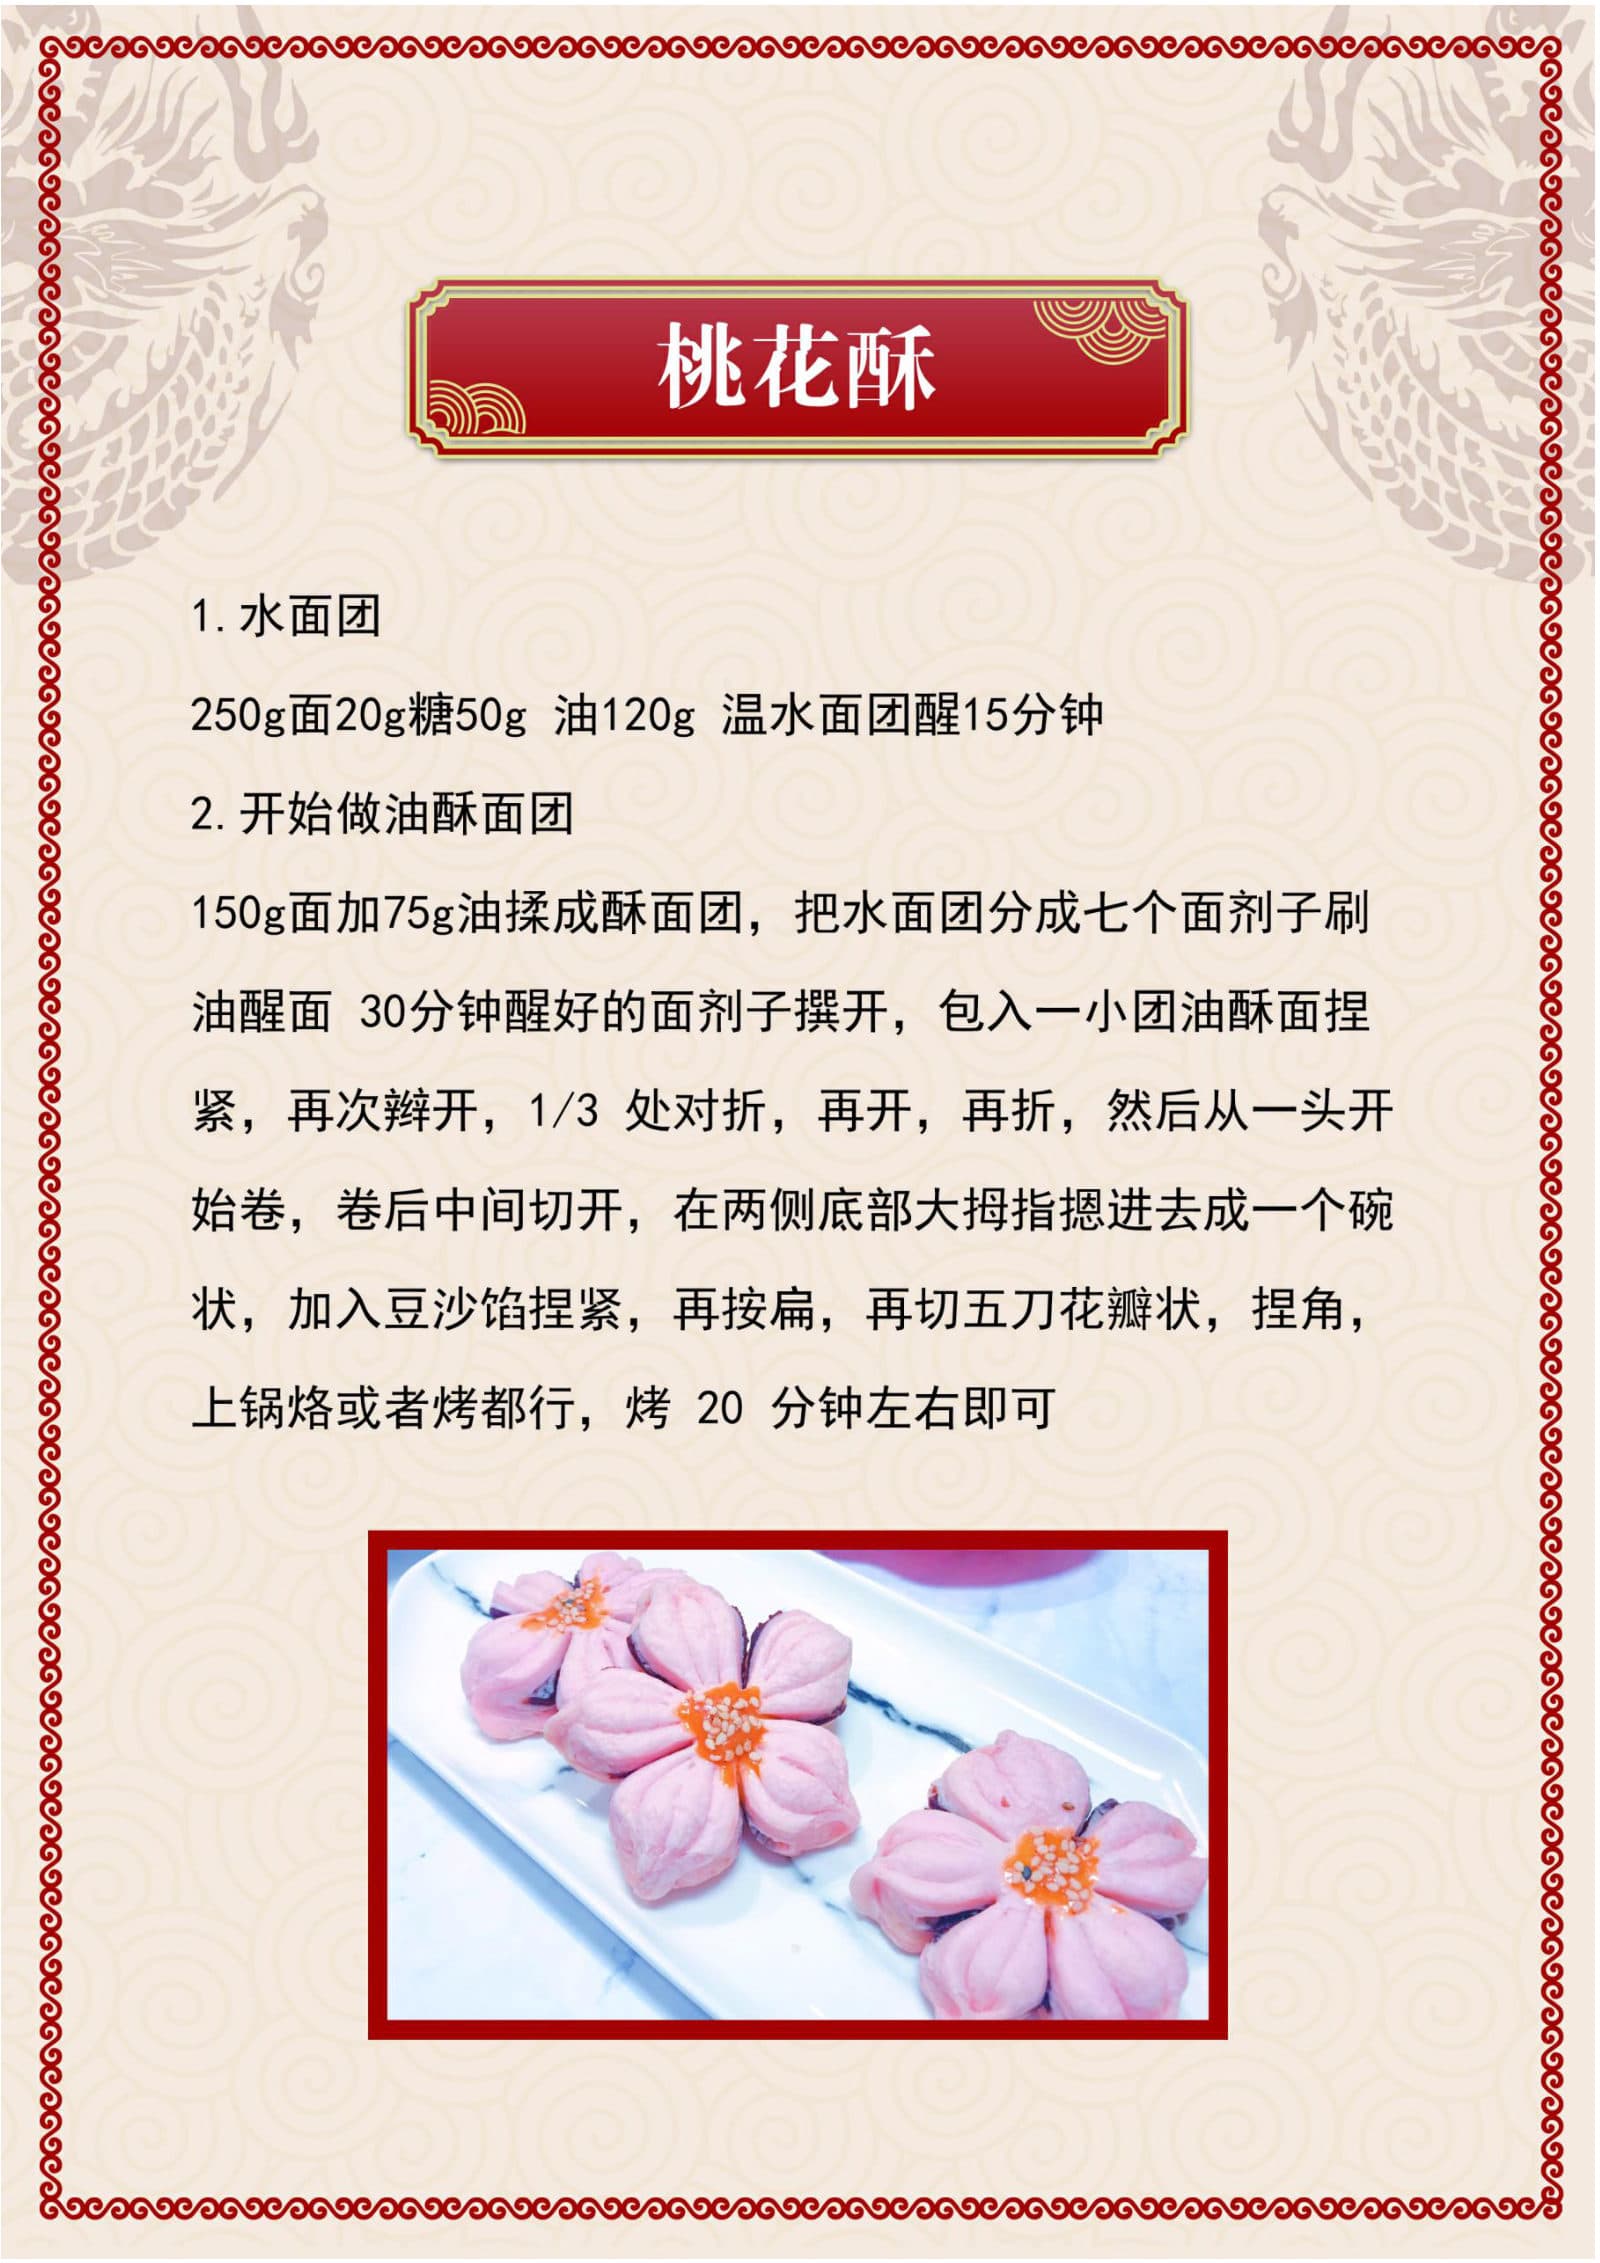 桃花酥
1.水面团
250g面20g糖50g 油120g 温水面团醒15分钟
2.开始做油酥面团
150g面加75g油揉成酥面团，把水面团分成七个面剂子刷
油醒面 30分钟醒好的面剂子撰开，包入一小团油酥面捏
紧，再次辫开，1/3 处对折，再开，再折，然后从一头开
始卷，卷后中间切开，在两侧底部大拇指摁进去成一个碗
状，加入豆沙馅捏紧，再按扁，再切五刀花瓣状，捏角，
上锅烙或者烤都行，烤 20 分钟左右即可